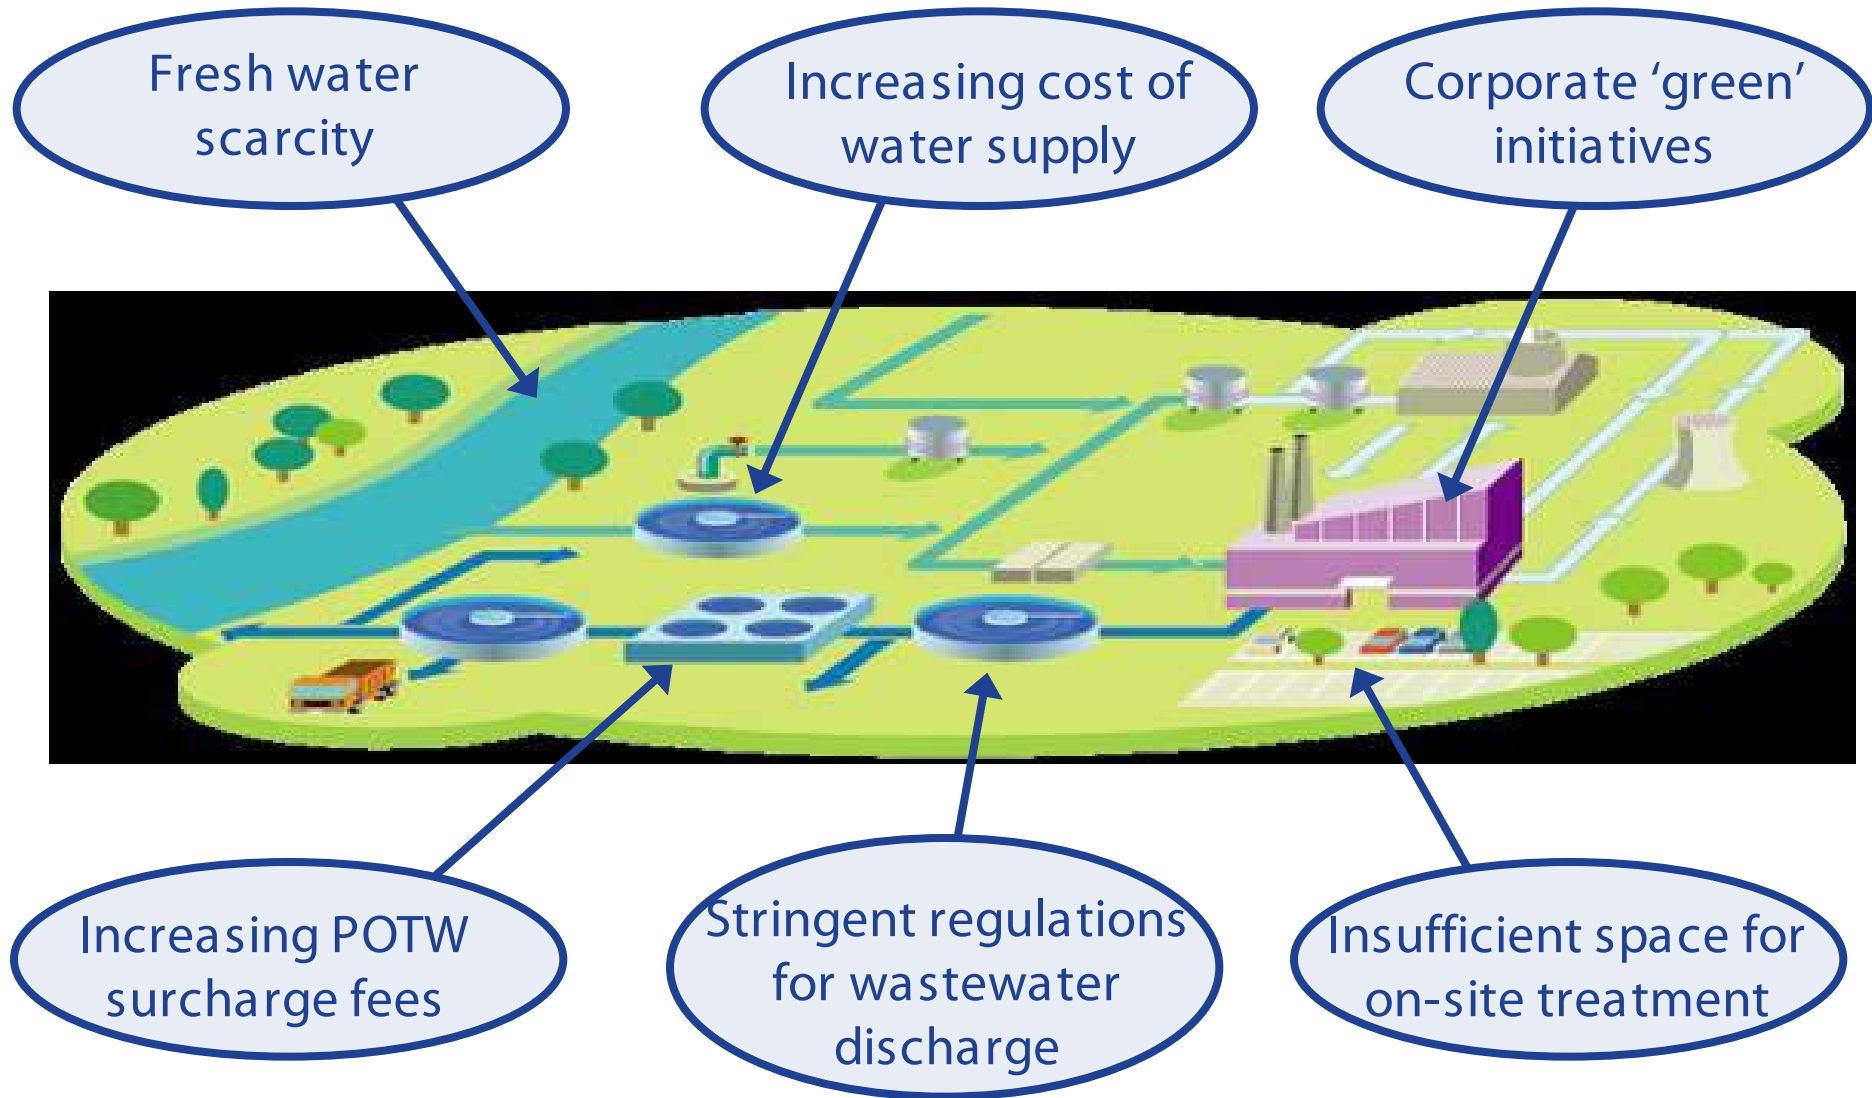 Fresh water
scarcity
Increasing cost of
water supply
Corporate ‘green’
initiatives
Increasing POTW
surcharge fees
Stringent regulations
for wastewater
discharge
Insufficient space for
on-site treatment